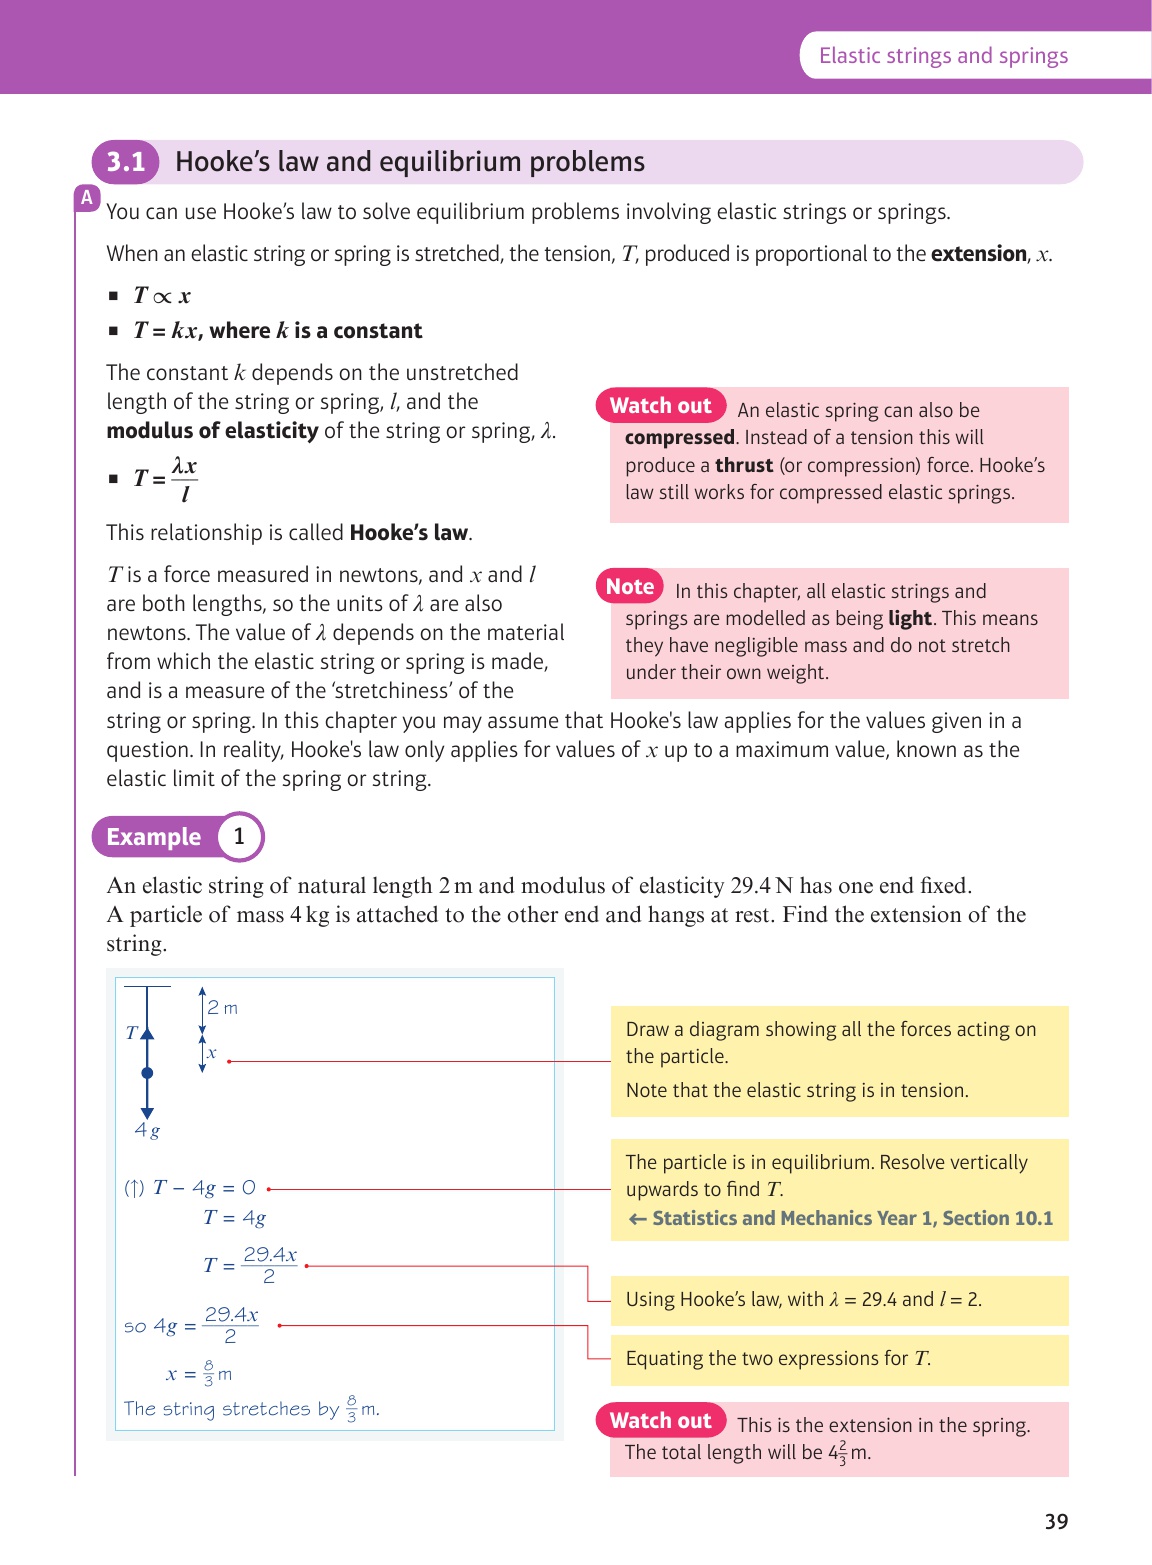 Elastic strings and springs
3.1 Hooke’s law and equilibrium problems
A
You can use Hooke’s law to solve equilibrium problems involving elastic strings or springs.
When an elastic string or spring is stretched, the tension, T, produced is proportional to the extension, x.
■ T ∝ x
■ T = kx, where k is a constant
The constant k depends on the unstretched
length of the string or spring, l, and the
modulus of elasticity of the string or spring, λ.
■ T = λx/l
This relationship is called Hooke’s law.
Watch out An elastic spring can also be
compressed. Instead of a tension this will
produce a thrust (or compression) force. Hooke’s
law still works for compressed elastic springs.
T is a force measured in newtons, and x and l
are both lengths, so the units of λ are also
newtons. The value of λ depends on the material
from which the elastic string or spring is made,
and is a measure of the ‘stretchiness’ of the
string or spring. In this chapter you may assume that Hooke's law applies for the values given in a
question. In reality, Hooke's law only applies for values of x up to a maximum value, known as the
elastic limit of the spring or string.
Note In this chapter, all elastic strings and
springs are modelled as being light. This means
they have negligible mass and do not stretch
under their own weight.
Example 1
An elastic string of natural length 2 m and modulus of elasticity 29.4 N has one end fixed.
A particle of mass 4 kg is attached to the other end and hangs at rest. Find the extension of the
string.
2 m
T
x
4g
(↑) T − 4g = 0
T = 4g
T = 29.4x/2
so 4g = 29.4x/2
x = 8/3 m
The string stretches by 8/3 m.
Draw a diagram showing all the forces acting on
the particle.
Note that the elastic string is in tension.
The particle is in equilibrium. Resolve vertically
upwards to find T.
← Statistics and Mechanics Year 1, Section 10.1
Using Hooke’s law, with λ = 29.4 and l = 2.
Equating the two expressions for T.
Watch out This is the extension in the spring.
The total length will be 4 2/3 m.
39